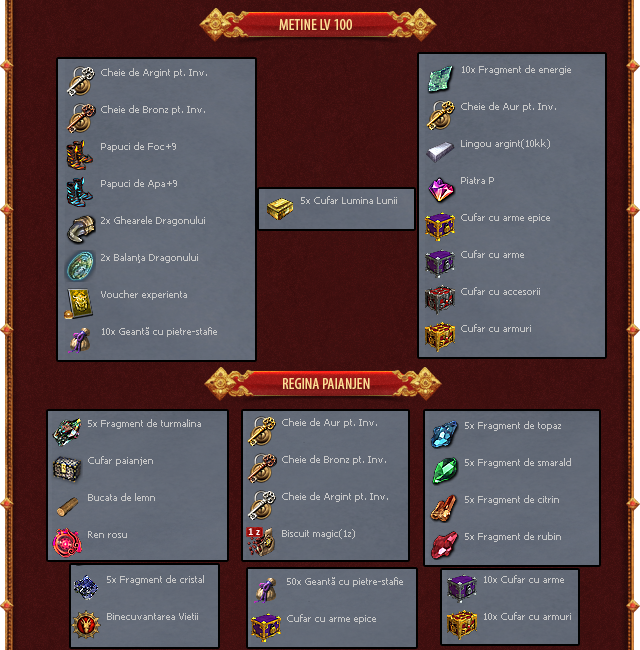 METINE LV 100
Cheie de Argint pt. Inv.
Cheie de Bronz pt. Inv.
Papuci de Foc+9
Papuci de Apa+9
2x Ghearele Dragonului
2x Balanța Dragonului
Voucher experienta
10x Geantă cu pietre-stafie
5x Cufar Lumina Lunii
10x Fragment de energie
Cheie de Aur pt. Inv.
Lingou argint(10kk)
Piatra P
Cufar cu arme epice
Cufar cu arme
Cufar cu accesorii
Cufar cu armuri
REGINA PAIANJEN
5x Fragment de turmalina
Cufar paianjen
Bucata de lemn
Ren rosu
Cheie de Aur pt. Inv.
Cheie de Bronz pt. Inv.
Cheie de Argint pt. Inv.
1 z
Biscuit magic(1z)
5x Fragment de topaz
5x Fragment de smarald
5x Fragment de citrin
5x Fragment de rubin
5x Fragment de cristal
Binecuvantarea Vietii
50x Geantă cu pietre-stafie
Cufar cu arme epice
10x Cufar cu arme
10x Cufar cu armuri